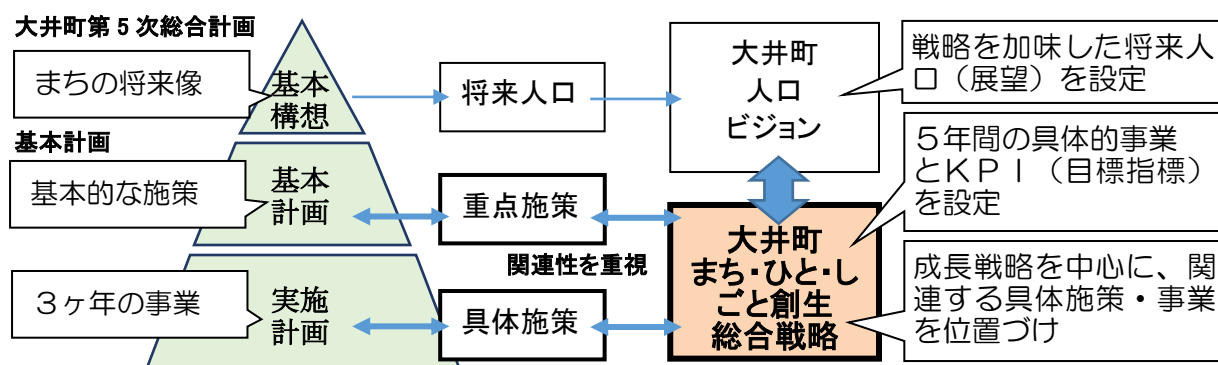 大井町第５次総合計画
まちの将来像
基本
構想
将来人口
大井町
人口
ビジョン
戦略を加味した将来人
口（展望）を設定
基本計画
基本的な施策
基本
計画
重点施策
５年間の具体的事業
とＫＰＩ（目標指標）
を設定
関連性を重視
大井町
まち・ひと・し
ごと創生
総合戦略
３ヶ年の事業
実施
計画
具体施策
成長戦略を中心に、関
連する具体施策・事業
を位置づけ